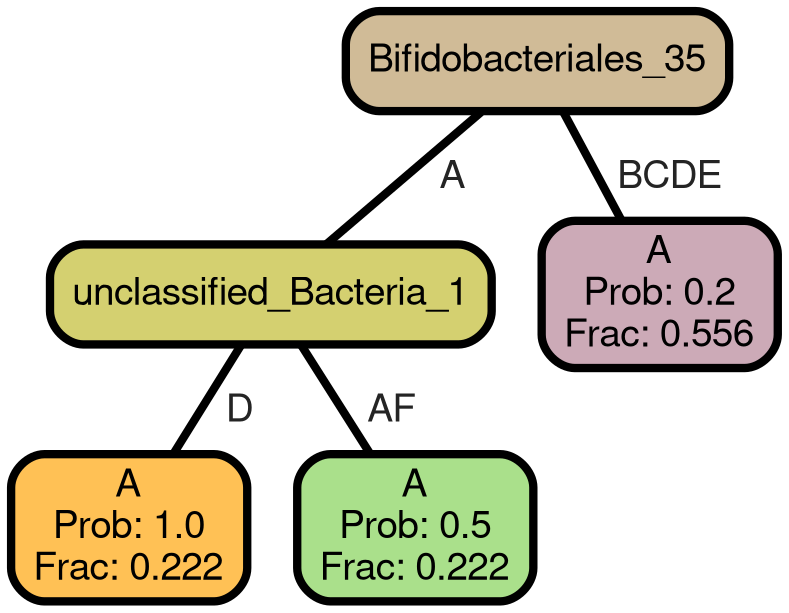 Bifidobacteriales_35
A
BCDE
unclassified_Bacteria_1
A
Prob: 0.2
Frac: 0.556
D
AF
A
Prob: 1.0
Frac: 0.222
A
Prob: 0.5
Frac: 0.222